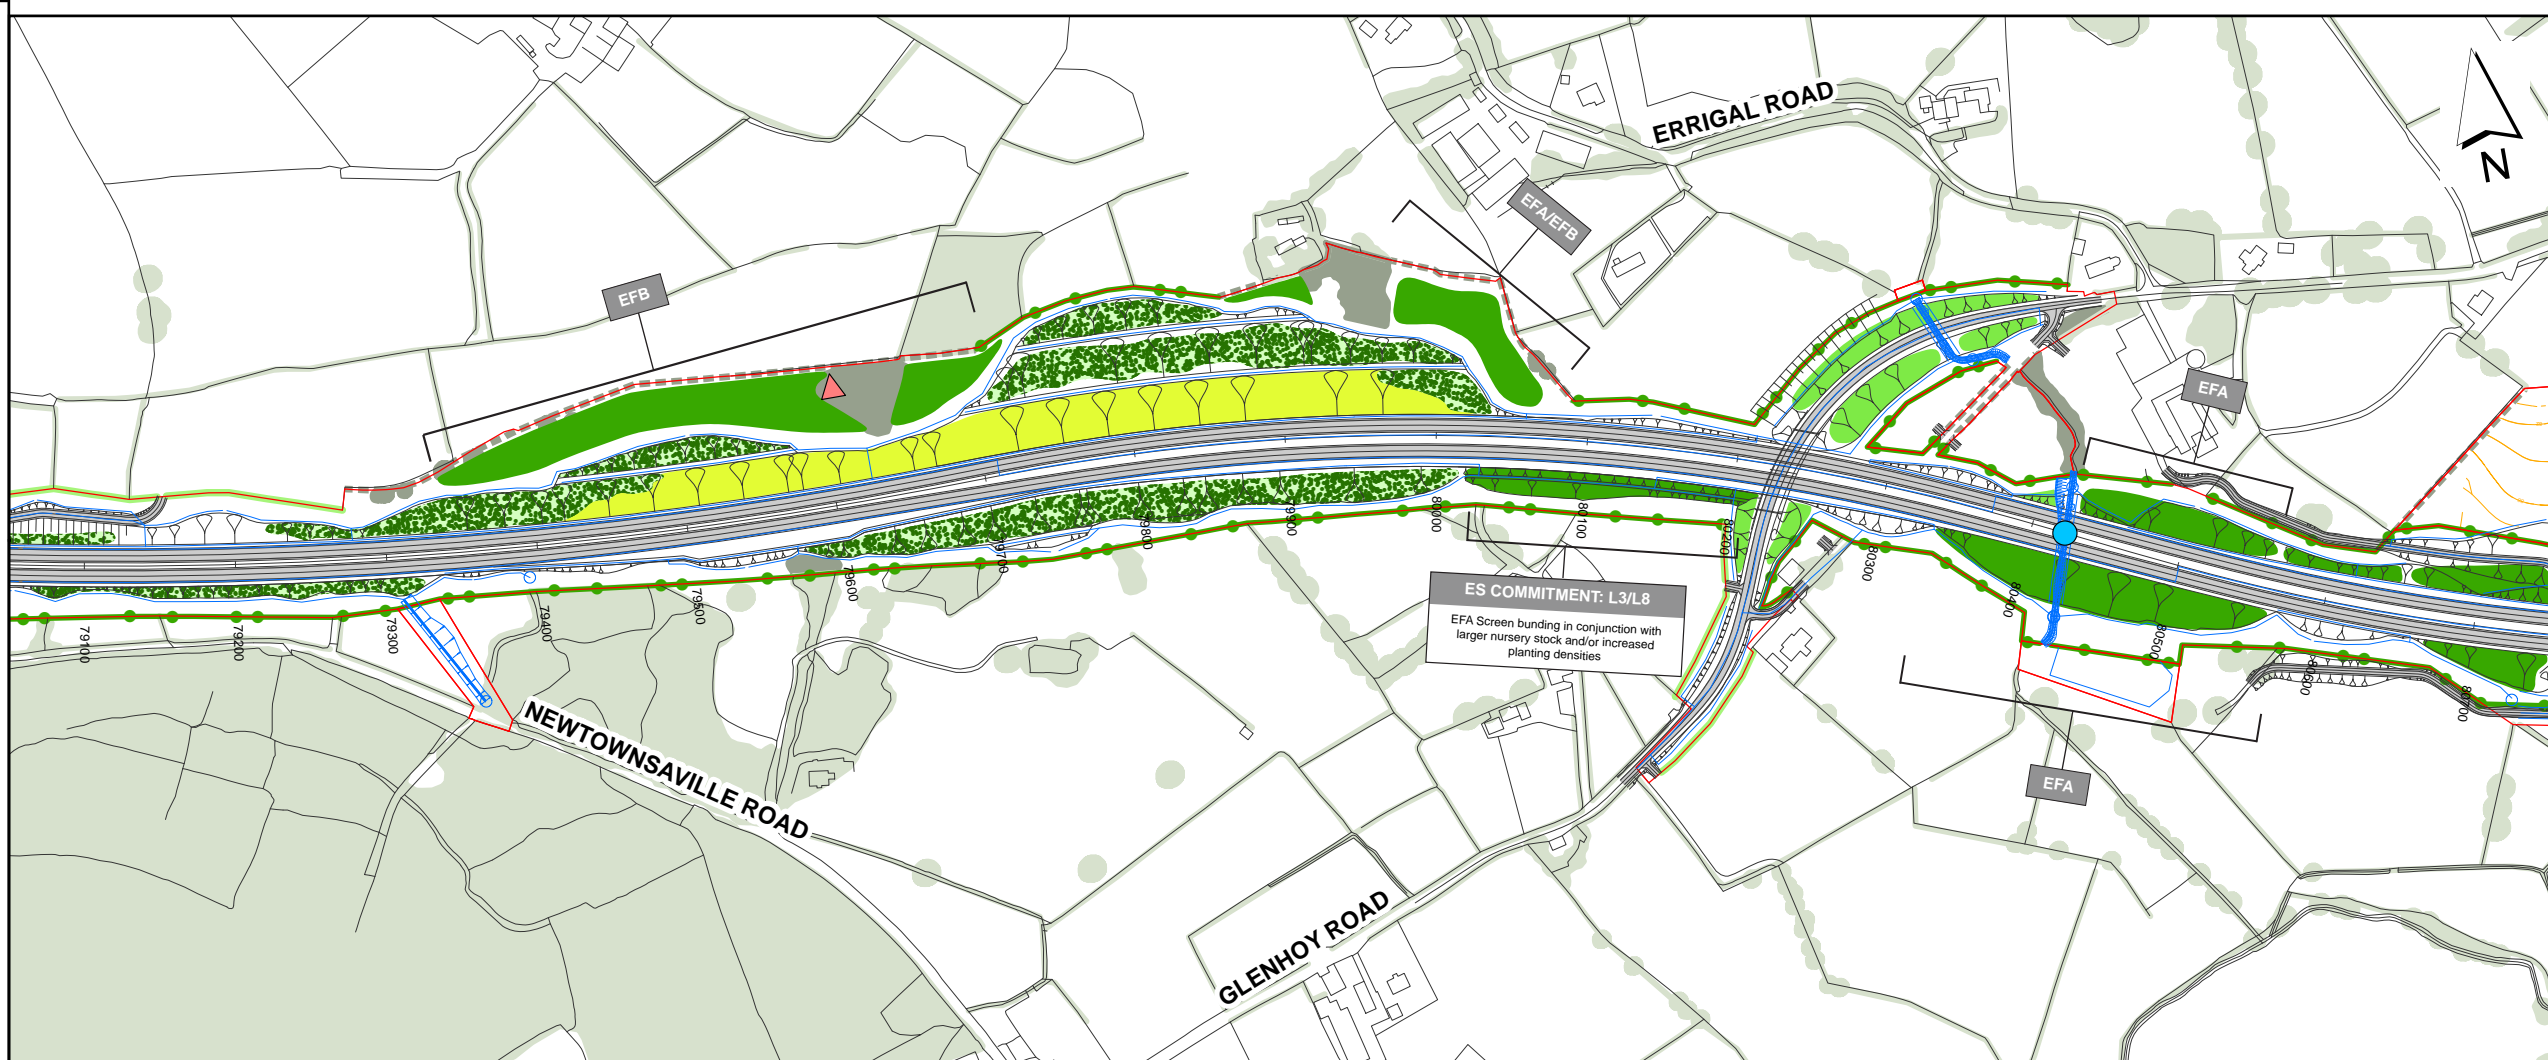 ERRIGAL ROAD
N
EFA/EFB
EFB
EFA
79100
79200
79300
79400
79500
79600
79700
79800
79900
80000
80100
80200
80300
80400
80500
80600
80700
ES COMMITMENT: L3/L8
EFA Screen bunding in conjunction with
larger nursery stock and/or increased
planting densities
NEWTOWNSAVILLE ROAD
EFA
GLENHOY ROAD